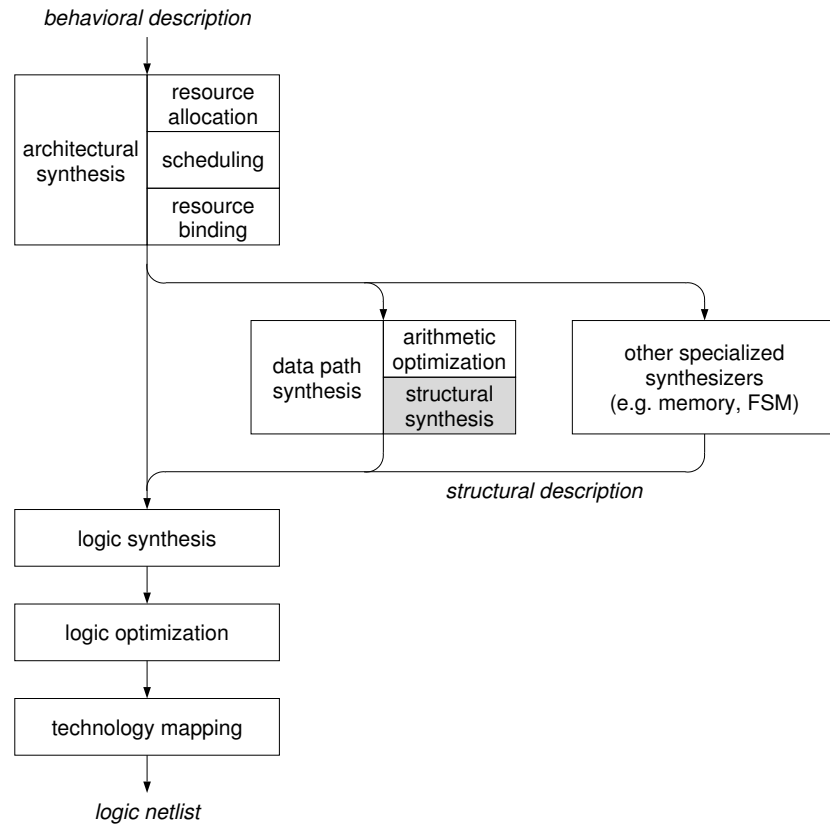 behavioral description
architectural
synthesis
resource
allocation
scheduling
resource
binding
data path
synthesis
arithmetic
optimization
structural
synthesis
other specialized
synthesizers
(e.g. memory, FSM)
structural description
logic synthesis
logic optimization
technology mapping
logic netlist